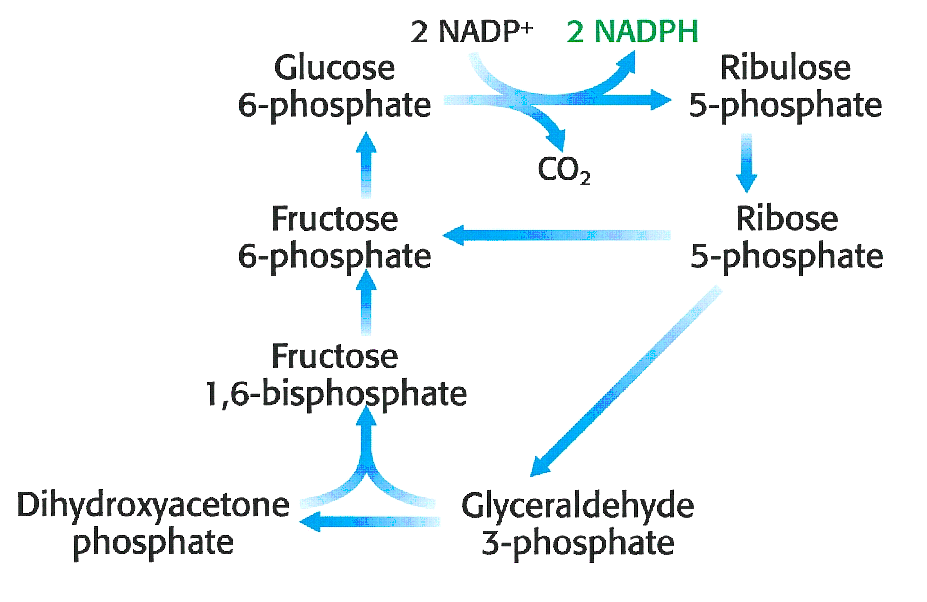 2 NADP+ 2 NADPH
Glucose
6-phosphate
Ribulose
5-phosphate
CO₂
Fructose
6-phosphate
Ribose
5-phosphate
Fructose
1,6-bisphosphate
Dihydroxyacetone
phosphate
Glyceraldehyde
3-phosphate